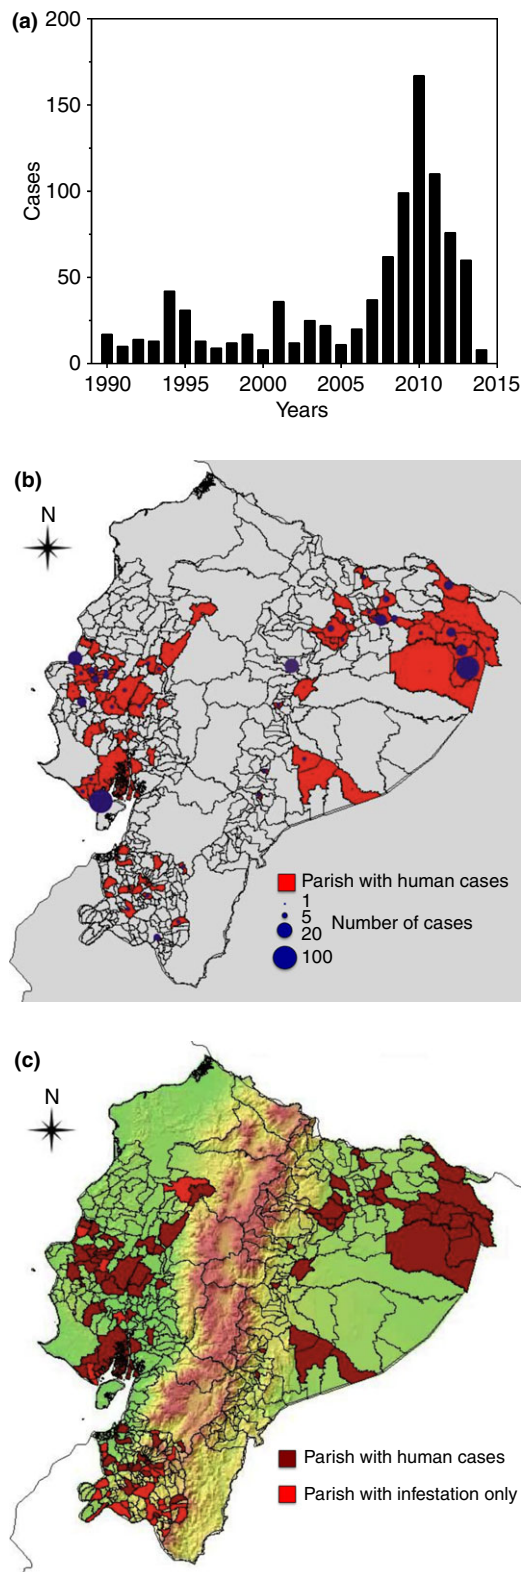 (a)
200
150
100
50
0
Cases
1990 1995 2000 2005 2010 2015
Years
(b)
N
Parish with human cases
1
5
20
100
Number of cases
(c)
N
Parish with human cases
Parish with infestation only